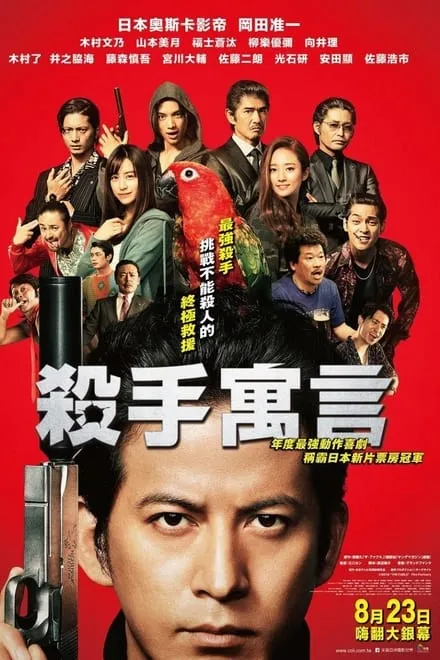 日本奧斯卡影帝 岡田准一
木村文乃 山本美月 福士蒼汰 柳樂優彌 向井理
木村了 井之脇海 藤森慎吾 宮川大輔 佐藤二朗 光石研 安田顯 佐藤浩市
最強殺手
挑戰不能殺人的
終極救援
殺手寓言
年度最強動作喜劇
稱霸日本新片票房冠軍
8月23日
嗨翻大銀幕